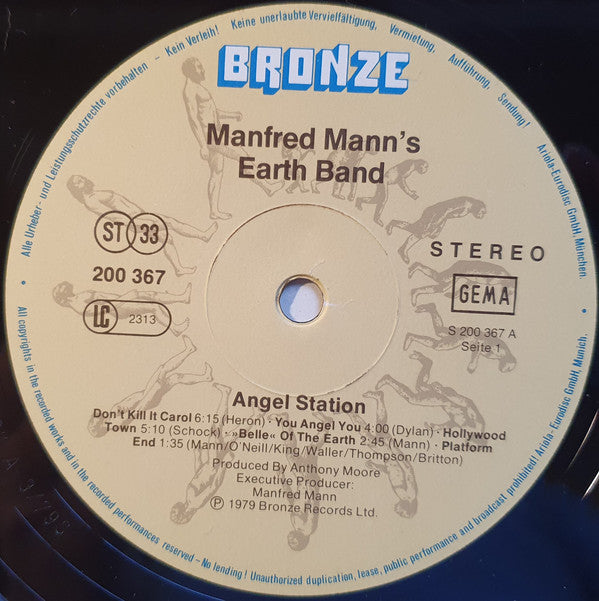 Alle Urheber- und Leistungsschutzrechte vorbehalten – Kein Verleih! Keine unerlaubte Vervielfältigung, Vermietung, Aufführung, Sendung!
BRONZE
Manfred Mann's
Earth Band
ST 33
STEREO
200 367
GEMA
LC 2313
S 200 367 A
Seite 1
Angel Station
Don't Kill It Carol 6:15 (Heron) · You Angel You 4:00 (Dylan) · Hollywood
Town 5:10 (Schock) · »Belle« Of The Earth 2:45 (Mann) · Platform
End 1:35 (Mann/O'Neill/King/Waller/Thompson/Britton)
Produced By Anthony Moore
Executive Producer:
Manfred Mann
Ⓟ 1979 Bronze Records Ltd.
Ariola-Eurodisc GmbH, München.
All copyrights in the recorded works and in the recorded performances reserved – No lending! Unauthorized duplication, lease, public performance and broadcast prohibited! Ariola-Eurodisc GmbH, Munich.